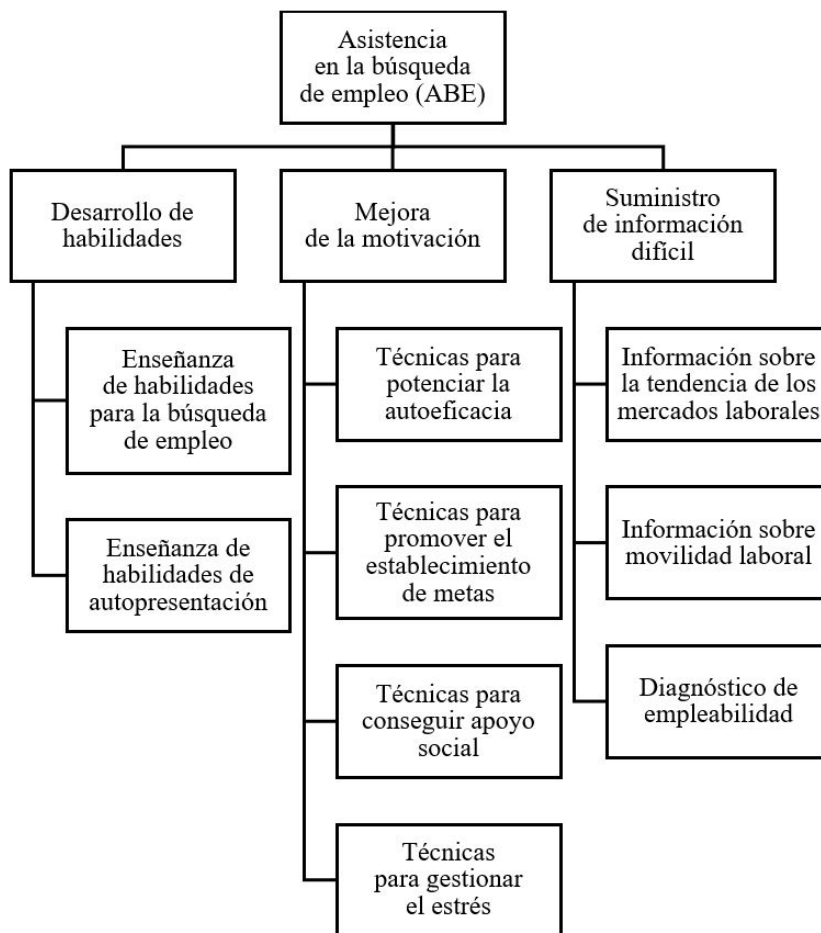 Asistencia
en la búsqueda
de empleo (ABE)
Desarrollo de
habilidades
Mejora
de la motivación
Suministro
de información
difícil
Enseñanza
de habilidades
para la búsqueda
de empleo
Enseñanza de
habilidades de
autopresentación
Técnicas para
potenciar la
autoeficacia
Técnicas para
promover el
establecimiento
de metas
Técnicas para
conseguir apoyo
social
Técnicas
para gestionar
el estrés
Información sobre
la tendencia de los
mercados laborales
Información sobre
movilidad laboral
Diagnóstico de
empleabilidad